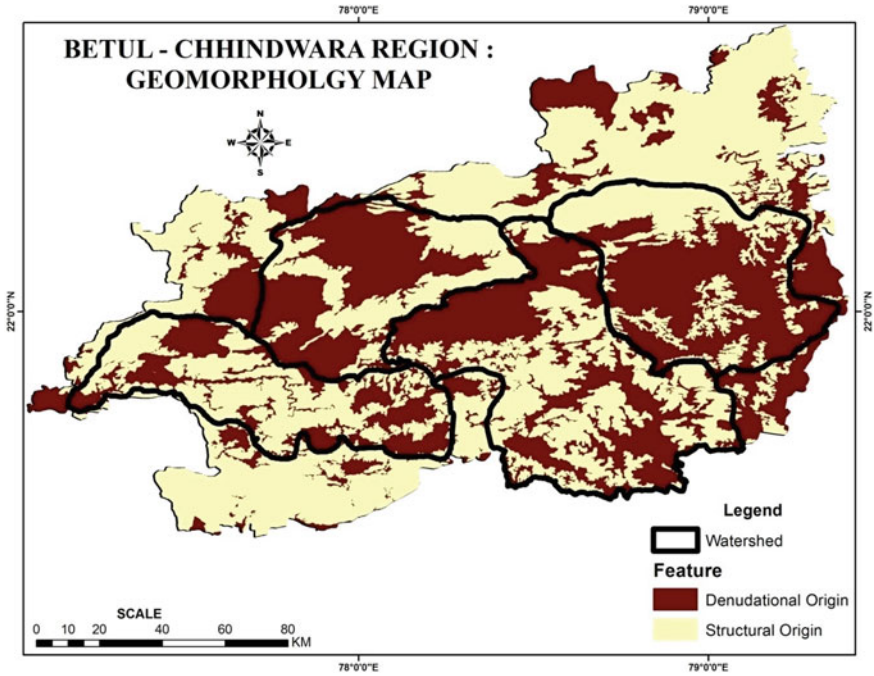 78°0'0"E 79°0'0"E
BETUL - CHHINDWARA REGION :
GEOMORPHOLGY MAP
N
W E
S
22°0'0"N 22°0'0"N
Legend
Watershed
Feature
Denudational Origin
Structural Origin
SCALE
0 10 20 40 60 80
KM
78°0'0"E 79°0'0"E